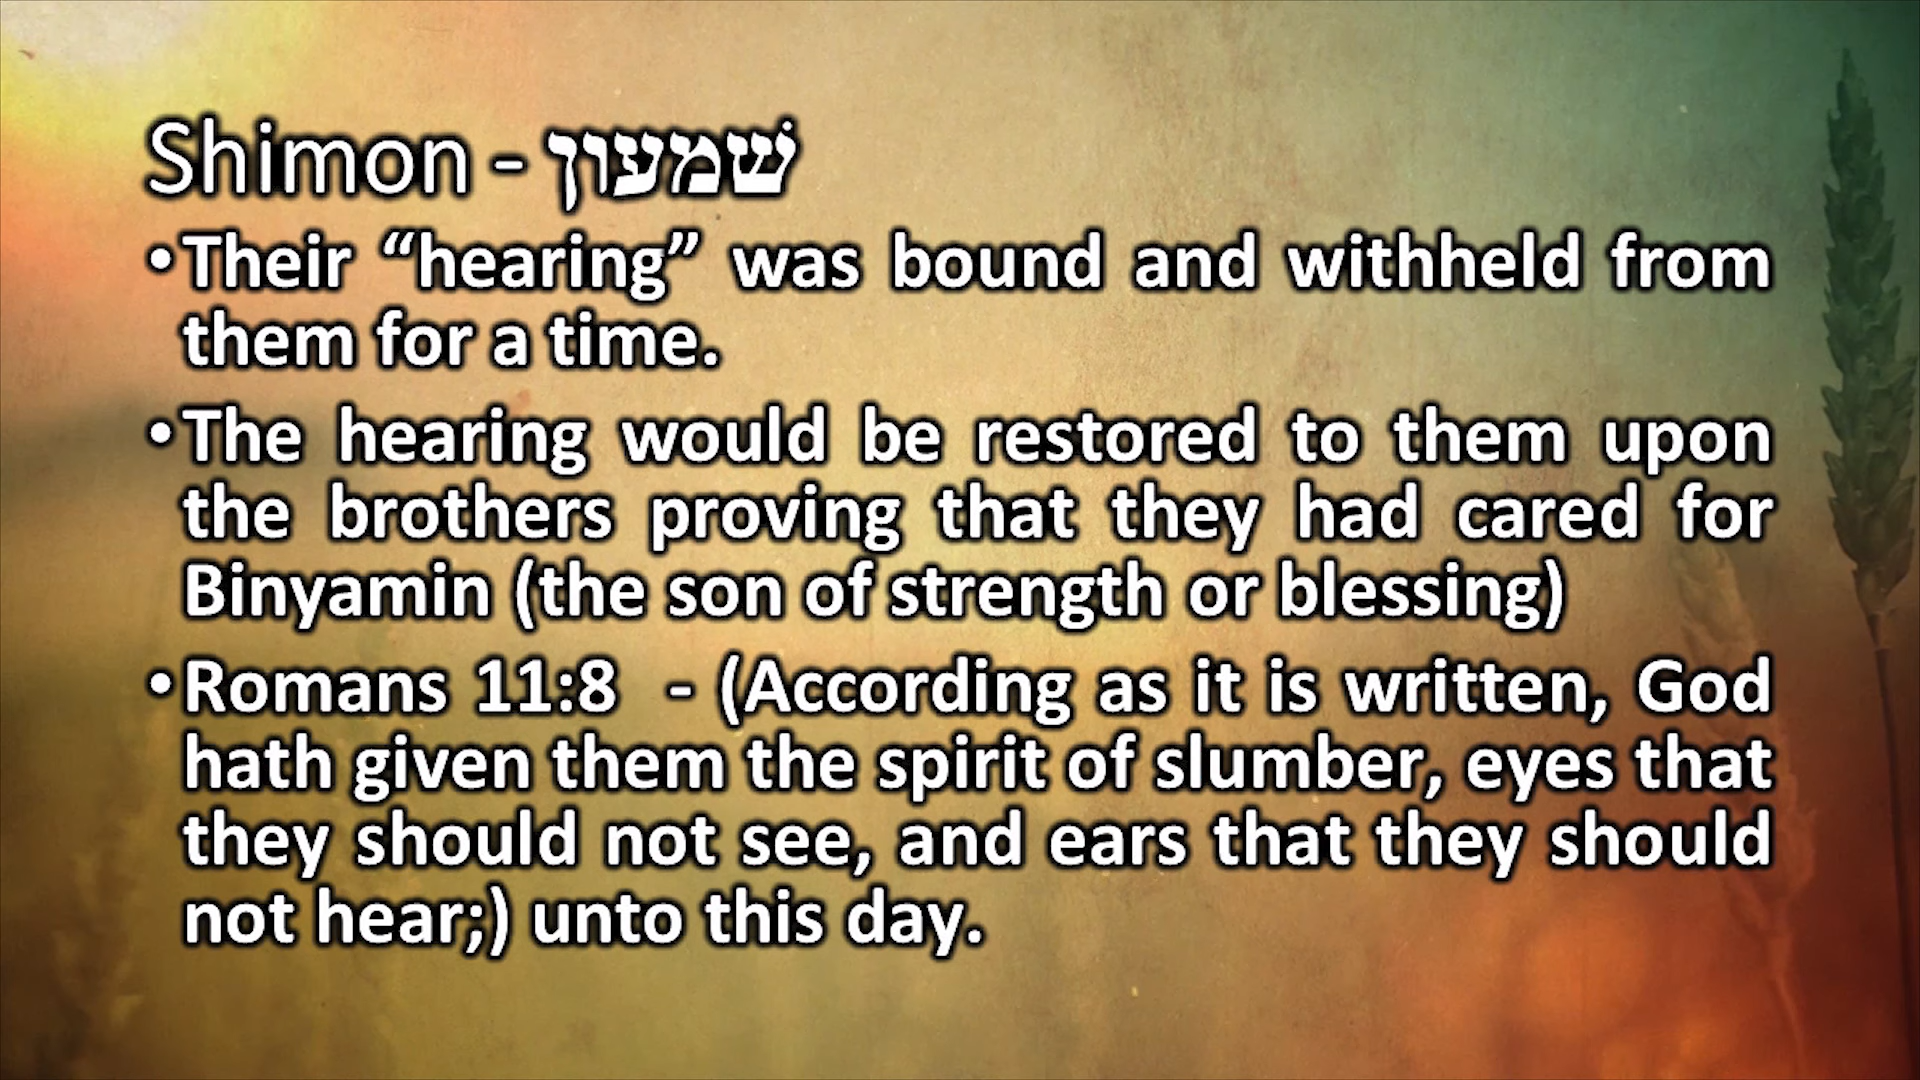 Shimon - שׁמעון
•Their “hearing” was bound and withheld from
them for a time.
•The hearing would be restored to them upon
the brothers proving that they had cared for
Binyamin (the son of strength or blessing)
•Romans 11:8  - (According as it is written, God
hath given them the spirit of slumber, eyes that
they should not see, and ears that they should
not hear;) unto this day.